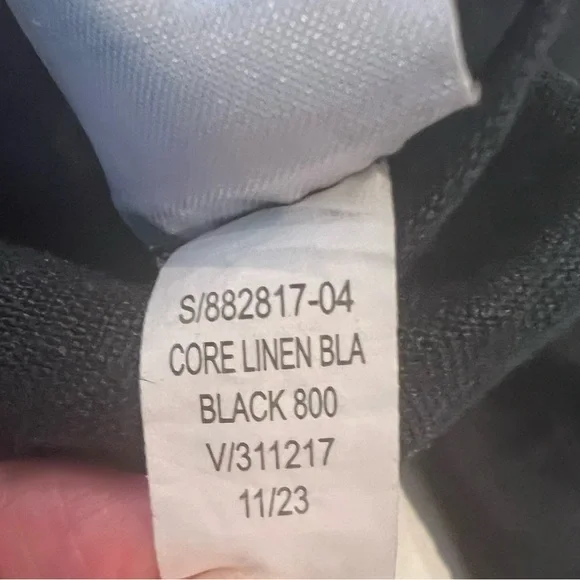 S/882817-04
CORE LINEN BLA
BLACK 800
V/311217
11/23